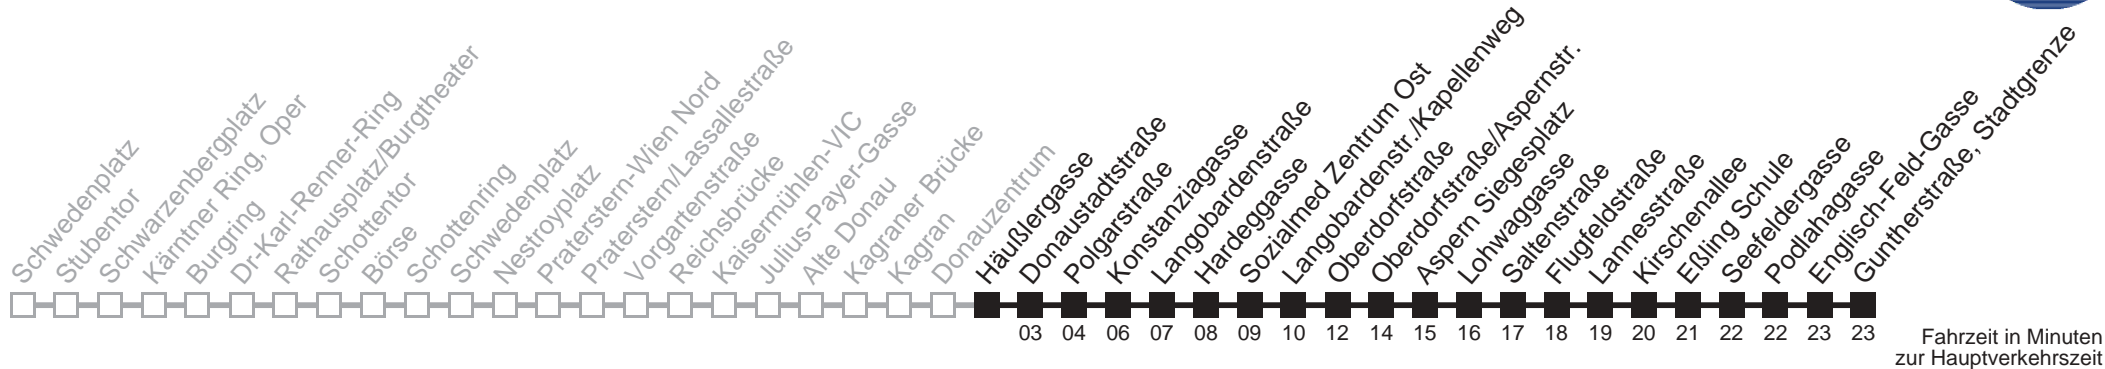 Schwedenplatz
Stubentor
Schwarzenbergplatz
Kärntner Ring, Oper
Burgring
Dr-Karl-Renner-Ring
Rathausplatz/Burgtheater
Schottentor
Börse
Schottenring
Schwedenplatz
Nestroyplatz
Praterstern-Wien Nord
Praterstern/Lassallestraße
Vorgartenstraße
Reichsbrücke
Kaisermühlen-VIC
Julius-Payer-Gasse
Alte Donau
Kagraner Brücke
Kagran
Donauzentrum
Häußlergasse
Donaustadtstraße
Polgarstraße
Konstanziagasse
Langobardenstraße
Hardeggasse
Sozialmed Zentrum Ost
Langobardenstr./Kapellenweg
Oberdorfstraße
Oberdorfstraße/Aspernstr.
Aspern Siegesplatz
Lohwaggasse
Saltenstraße
Flugfeldstraße
Lannesstraße
Kirschenallee
Eßling Schule
Seefeldergasse
Podlahagasse
Englisch-Feld-Gasse
Guntherstraße, Stadtgrenze
03 04 06 07 08 09 10 12 14 15 16 17 18 19 20 21 22 22 23 23
Fahrzeit in Minuten
zur Hauptverkehrszeit